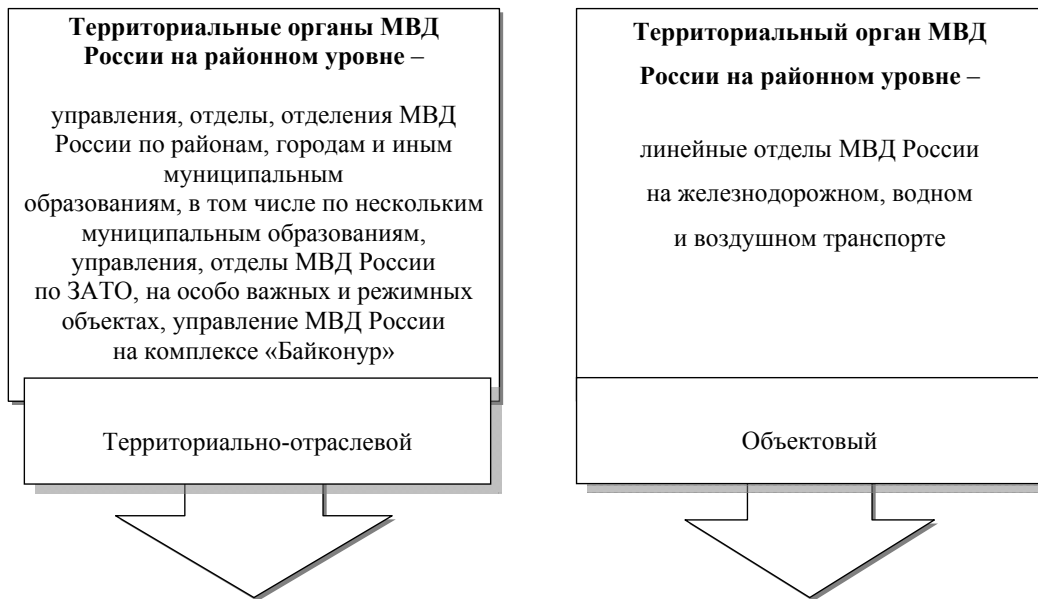 Территориальные органы МВД
России на районном уровне –
управления, отделы, отделения МВД
России по районам, городам и иным
муниципальным
образованиям, в том числе по нескольким
муниципальным образованиям,
управления, отделы МВД России
по ЗАТО, на особо важных и режимных
объектах, управление МВД России
на комплексе «Байконур»
Территориально-отраслевой
Территориальный орган МВД
России на районном уровне –
линейные отделы МВД России
на железнодорожном, водном
и воздушном транспорте
Объектовый